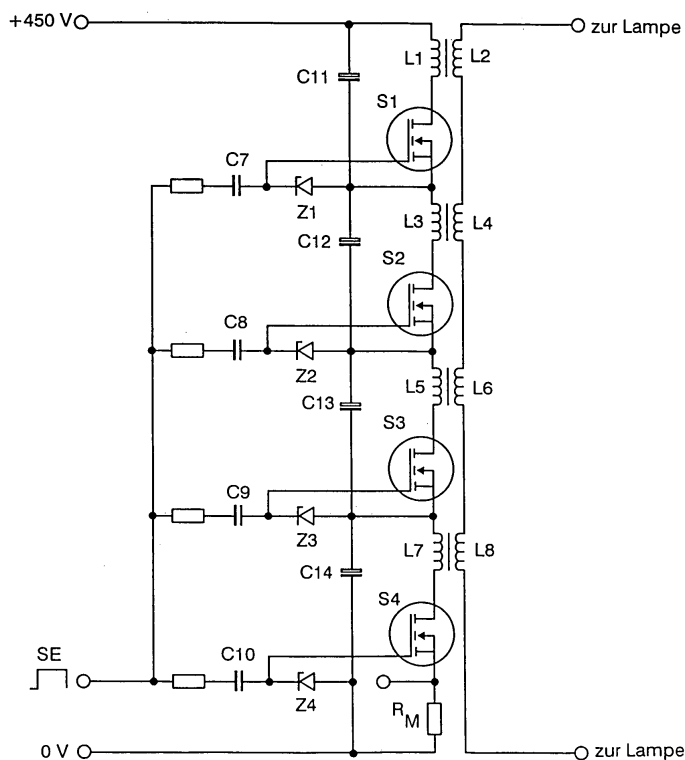 +450 V
zur Lampe
L1
L2
C11
S1
C7
Z1
L3
L4
C12
S2
C8
Z2
L5
L6
C13
S3
C9
Z3
L7
L8
C14
S4
SE
C10
Z4
RM
0 V
zur Lampe